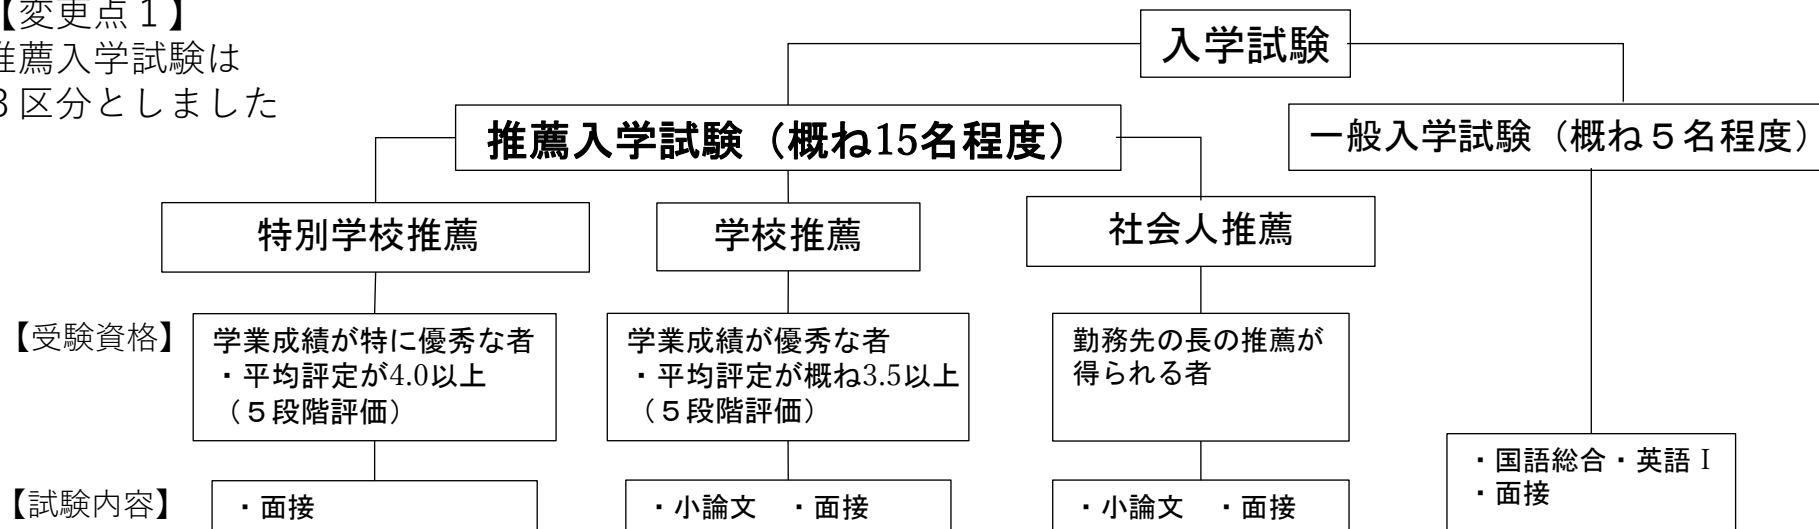 【変更点１】
推薦入学試験は
３区分としました
入学試験
推薦入学試験（概ね15名程度）
一般入学試験（概ね５名程度）
特別学校推薦
学校推薦
社会人推薦
【受験資格】
学業成績が特に優秀な者
・平均評定が4.0以上
（５段階評価）
学業成績が優秀な者
・平均評定が概ね3.5以上
（５段階評価）
勤務先の長の推薦が
得られる者
【試験内容】
・面接
・小論文　・面接
・小論文　・面接
・国語総合・英語Ⅰ
・面接